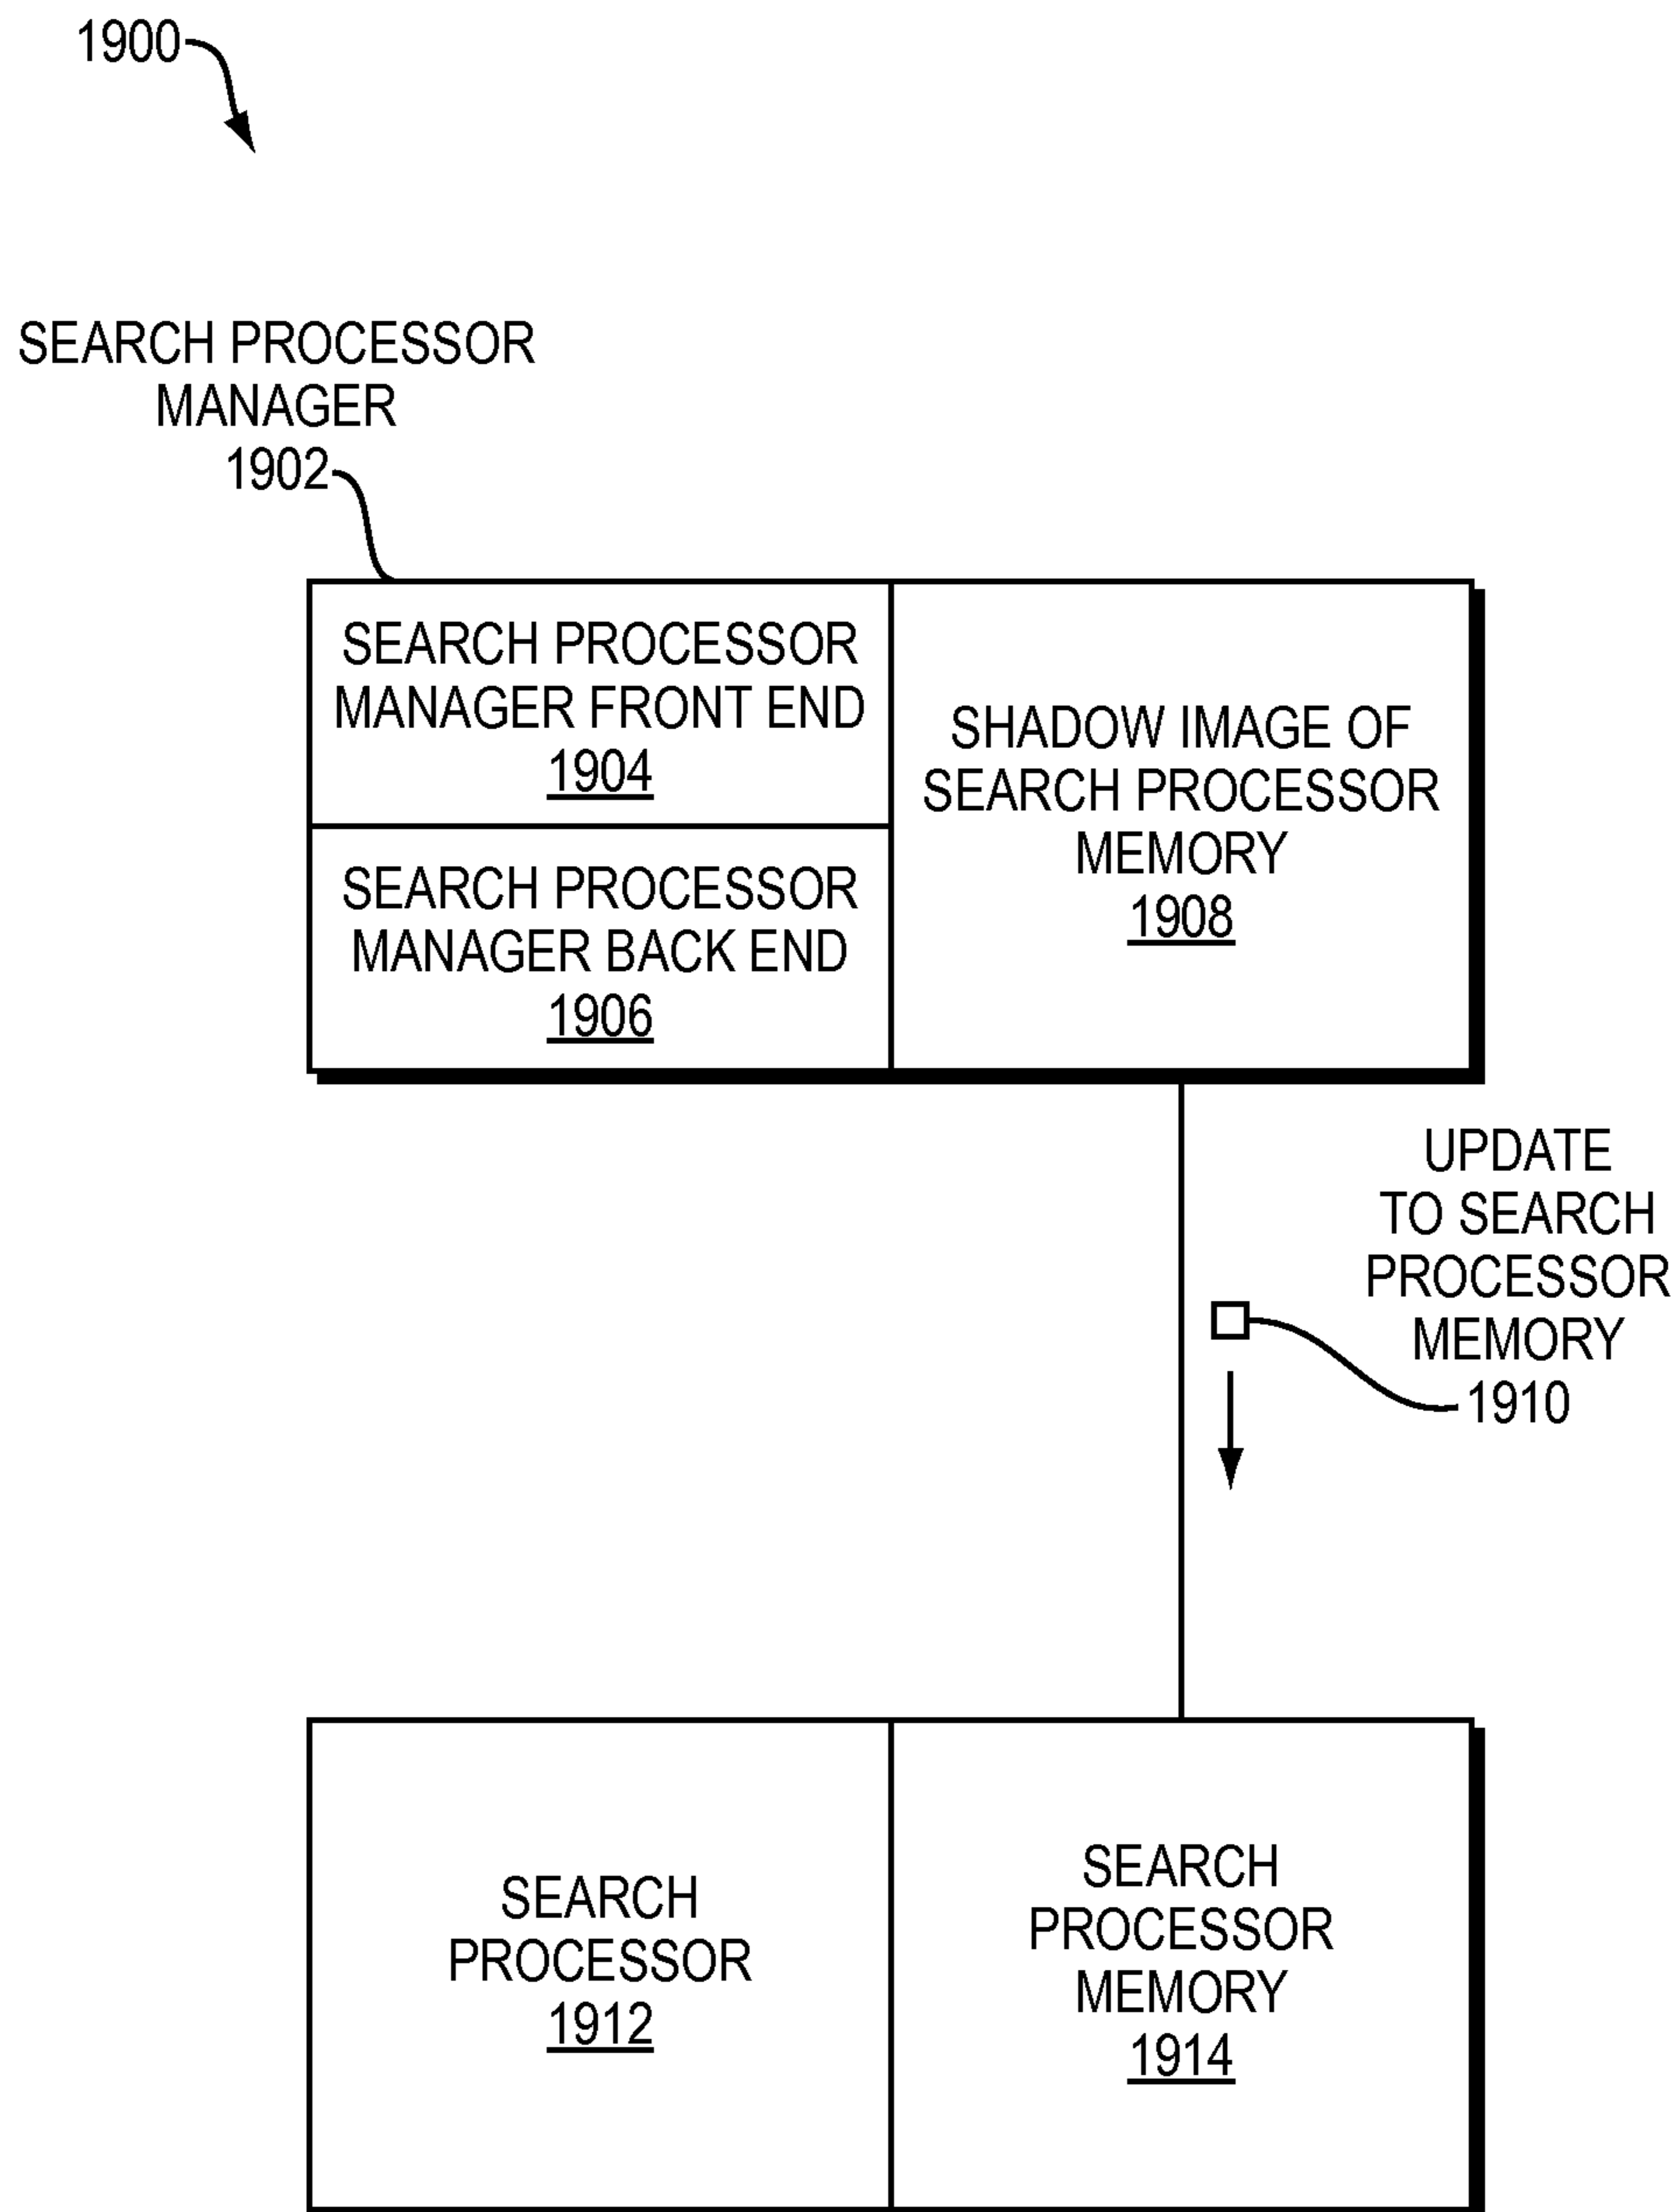 1900
SEARCH PROCESSOR
MANAGER
1902
SEARCH PROCESSOR
MANAGER FRONT END
1904
SEARCH PROCESSOR
MANAGER BACK END
1906
SHADOW IMAGE OF
SEARCH PROCESSOR
MEMORY
1908
UPDATE
TO SEARCH
PROCESSOR
MEMORY
1910
SEARCH
PROCESSOR
1912
SEARCH
PROCESSOR
MEMORY
1914